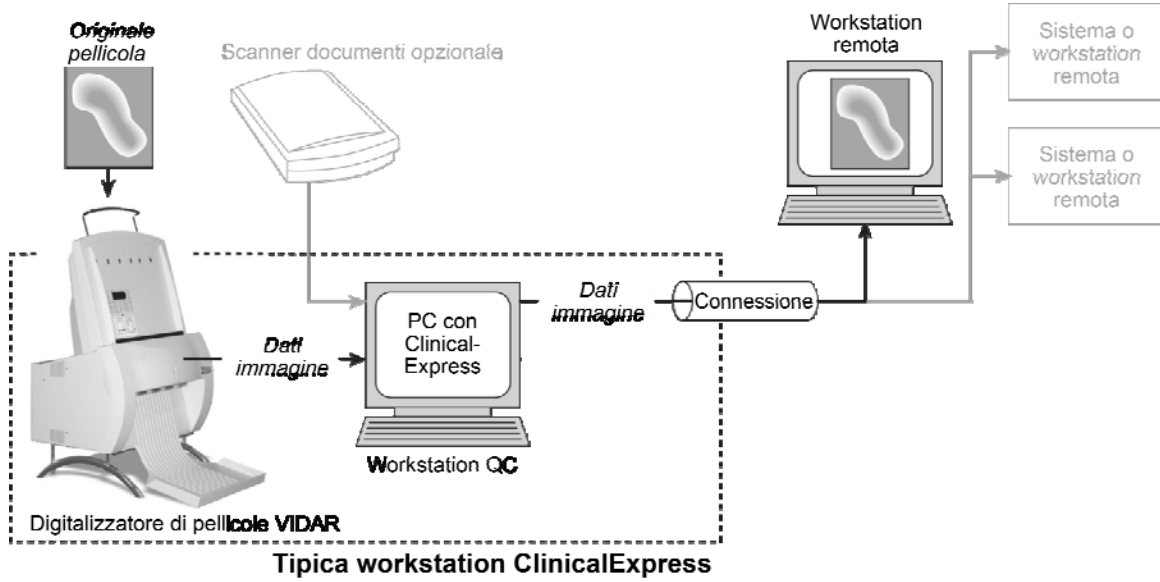 Originale
pellicola
Scanner documenti opzionale
Workstation
remota
Sistema o
workstation
remota
Sistema o
workstation
remota
PC con
Clinical-
Express
Dati
immagine
Dati
immagine
Connessione
Workstation QC
Digitalizzatore di pellicole VIDAR
Tipica workstation ClinicalExpress